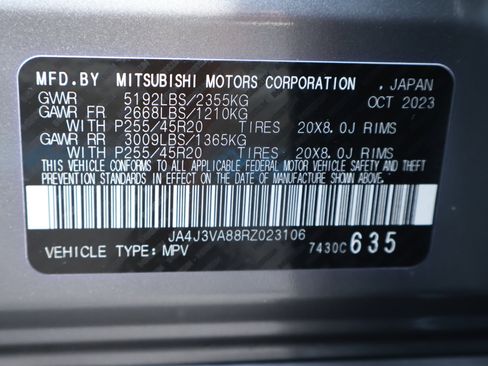 MFD.BY MITSUBISHI MOTORS CORPORATION . JAPAN
GVWR 5192LBS/2355KG OCT 2023
GAWR FR 2668LBS/1210KG
WITH P255/45R20 TIRES 20X8.0J RIMS
GAWR RR 3009LBS/1365KG
WITH P255/45R20 TIRES 20X8.0J RIMS
THIS VEHICLE CONFORMS TO ALL APPLICABLE FEDERAL MOTOR VEHICLE SAFETY AND THEFT
PREVENTION STANDARDS IN EFFECT ON THE DATE OF MANUFACTURE SHOWN ABOVE.
JA4J3VA88RZ023106
VEHICLE TYPE: MPV 7430C 635